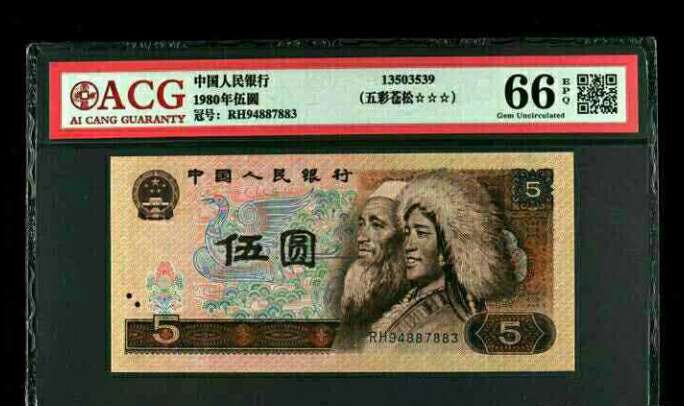 ACG
AI CANG GUARANTY
中国人民银行
1980年伍圆
冠号: RH94887883
13503539
(五彩苍松☆☆☆)
66
EPQ
Gem Uncirculated
中国人民银行
5
伍圆
5
RH94887883
5